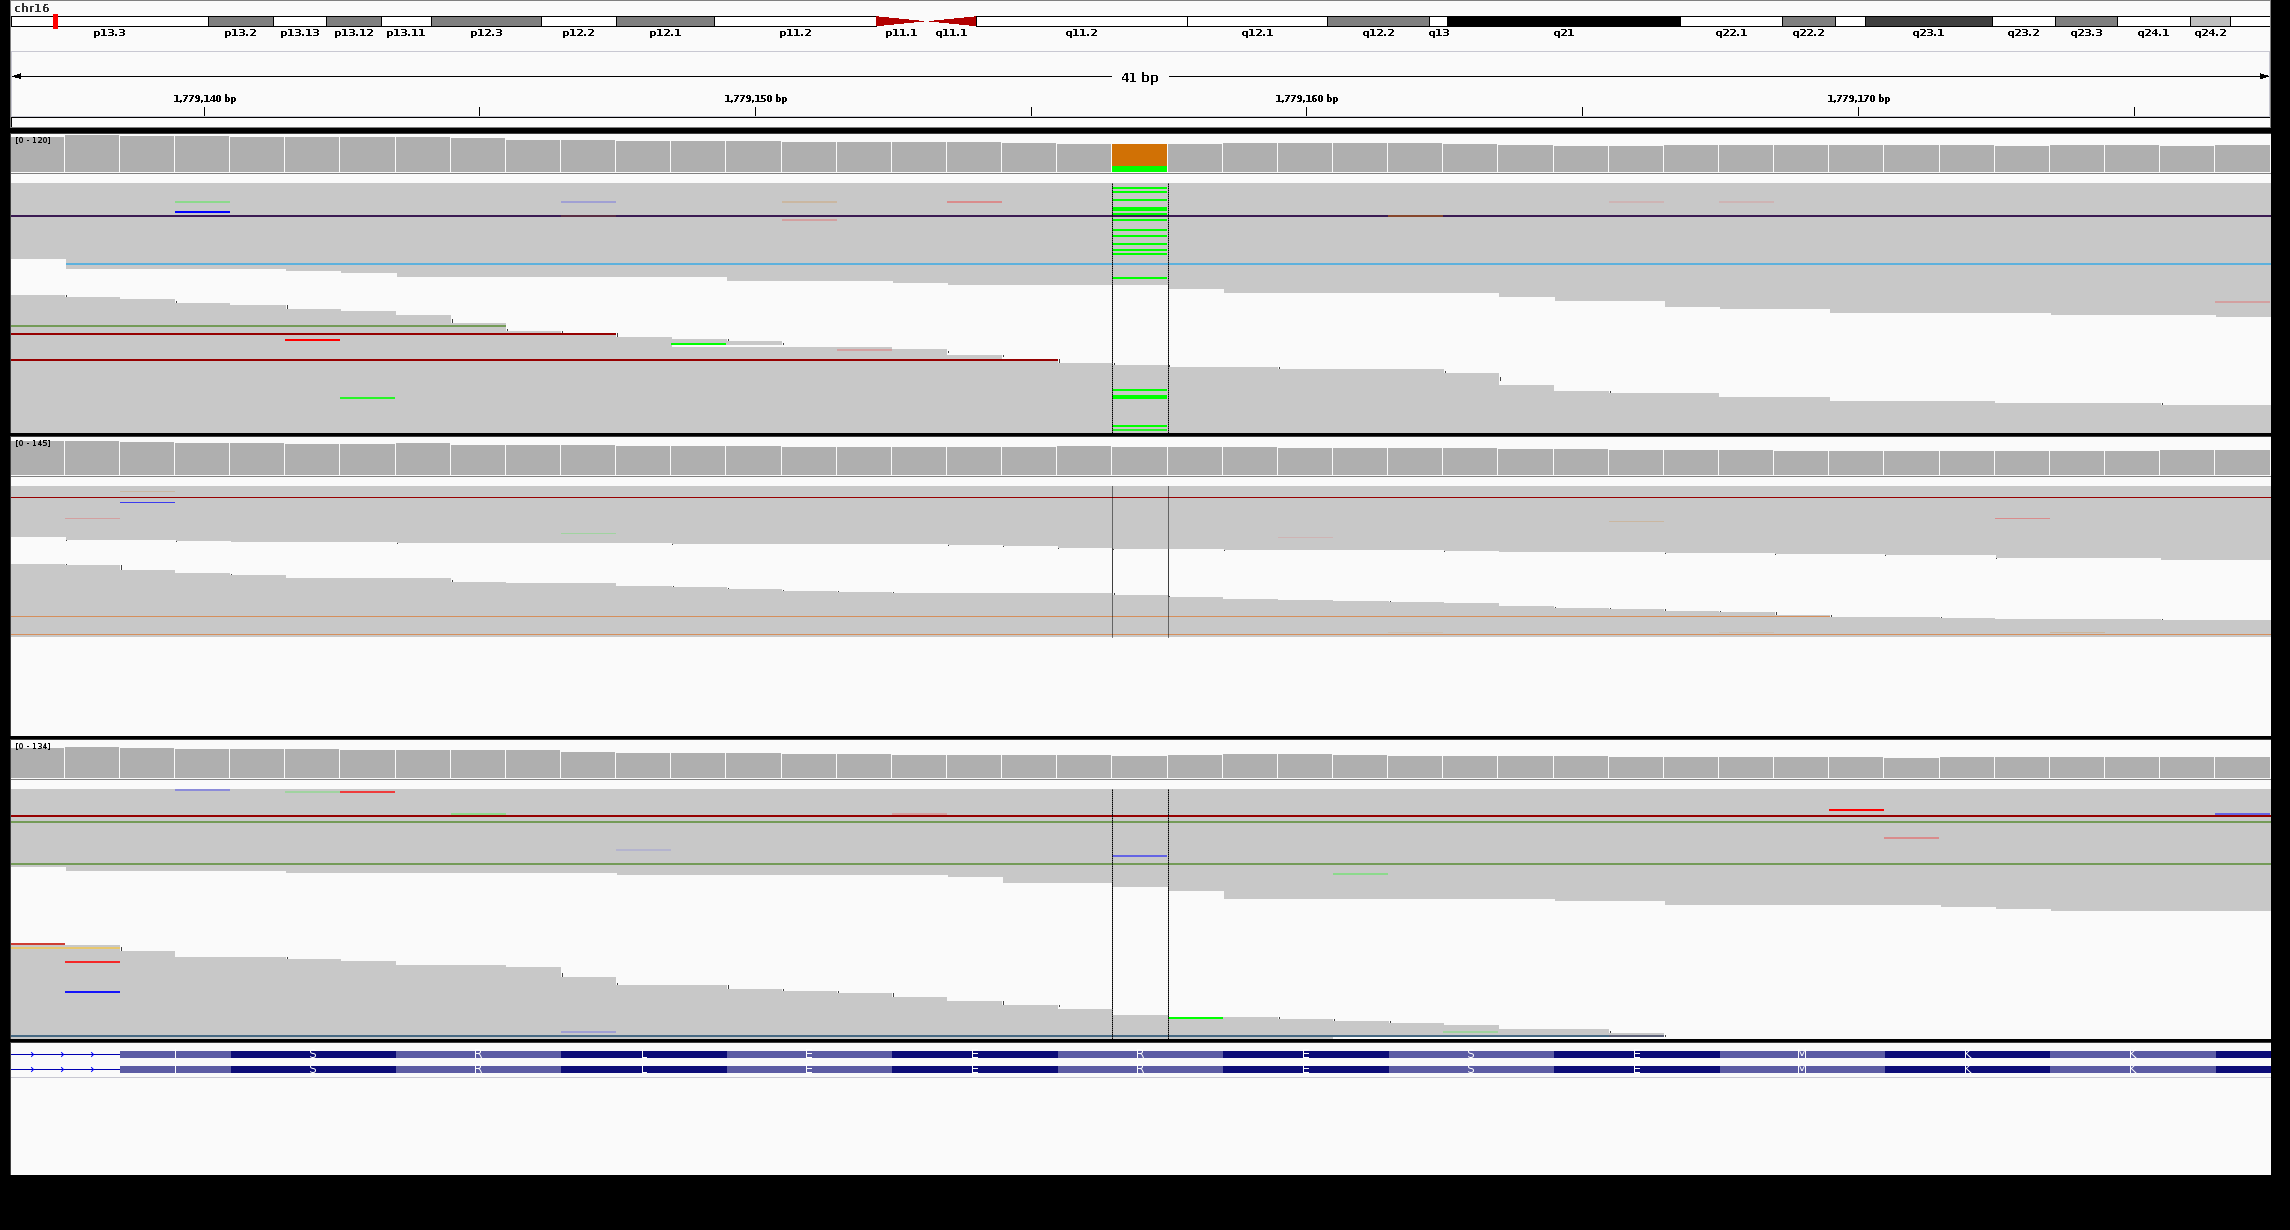 chr16
p13.3 p13.2 p13.13 p13.12 p13.11 p12.3 p12.2 p12.1 p11.2 p11.1 q11.1 q11.2 q12.1 q12.2 q13 q21 q22.1 q22.2 q23.1 q23.2 q23.3 q24.1 q24.2
41 bp
1,779,140 bp 1,779,150 bp 1,779,160 bp 1,779,170 bp
[0 - 120]
[0 - 145]
[0 - 134]
I S R L E E R E S E M K K
I S R L E E R E S E M K K